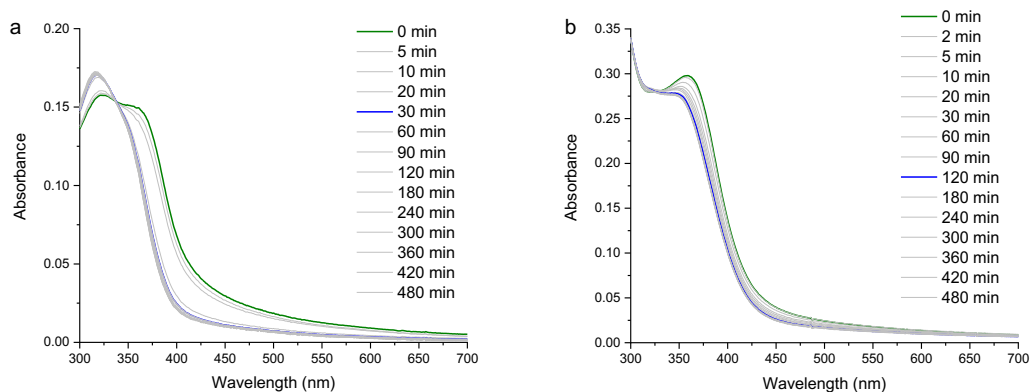 a
0.20
0.15
0.10
0.05
0.00
Absorbance
300 350 400 450 500 550 600 650 700
Wavelength (nm)
0 min
5 min
10 min
20 min
30 min
60 min
90 min
120 min
180 min
240 min
300 min
360 min
420 min
480 min
b
0.35
0.30
0.25
0.20
0.15
0.10
0.05
0.00
Absorbance
300 350 400 450 500 550 600 650 700
Wavelength (nm)
0 min
2 min
5 min
10 min
20 min
30 min
60 min
90 min
120 min
180 min
240 min
300 min
360 min
420 min
480 min